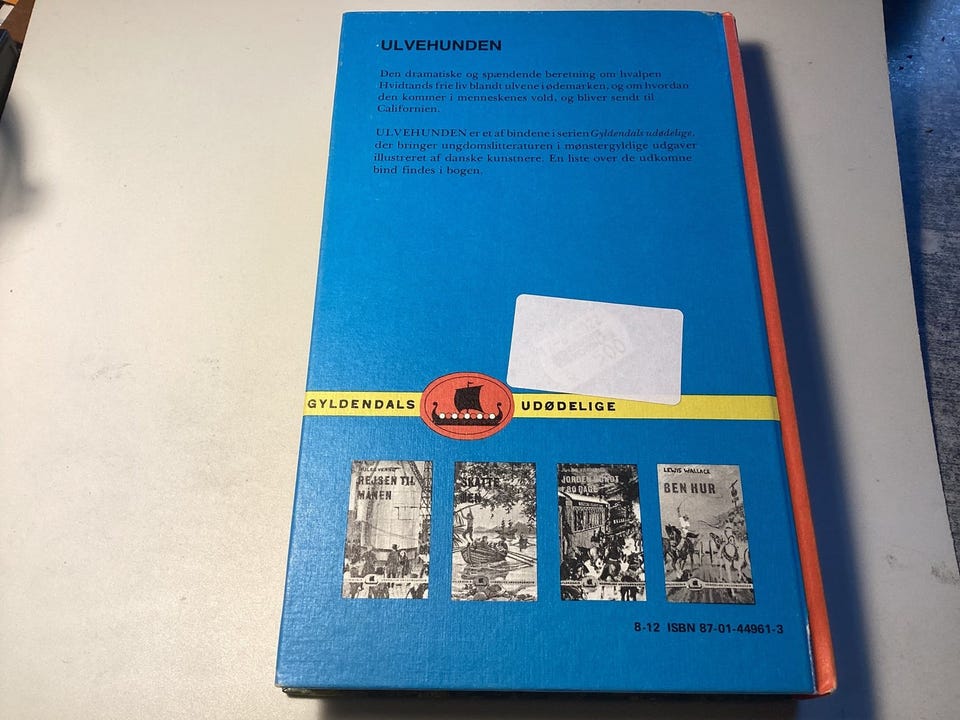 ULVEHUNDEN
Den dramatiske og spændende beretning om hvalpen
Hvidtands frie liv blandt ulvene i ødemarken, og om hvordan
den kommer i menneskenes vold, og bliver sendt til
Californien.
ULVEHUNDEN er et af bindene i serien Gyldendals udødelige,
der bringer ungdomslitteraturen i mønstergyldige udgaver
illustreret af danske kunstnere. En liste over de udkomne
bind findes i bogen.
GYLDENDALS UDØDELIGE
JULES VERNE
REJSEN TIL
MÅNEN
SKATTE
ØEN
JORDEN RUNDT
I 80 DAGE
LEWIS WALLACE
BEN HUR
8-12 ISBN 87-01-44961-3